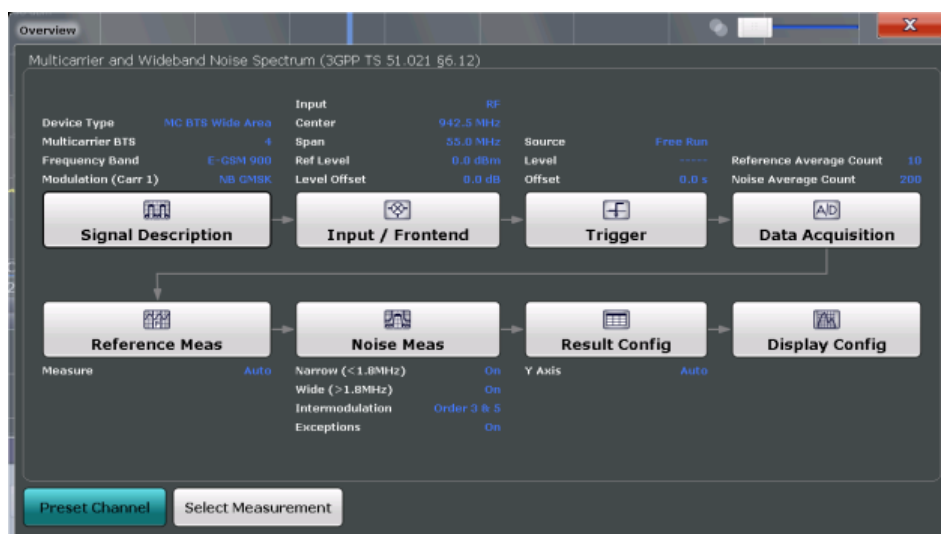 Overview
X
Multicarrier and Wideband Noise Spectrum (3GPP TS 51.021 §6.12)
Device Type MC BTS Wide Area
Multicarrier BTS 4
Frequency Band E-GSM 900
Modulation (Carr 1) NB GMSK
Input RF
Center 942.5 MHz
Span 55.0 MHz
Ref Level 0.0 dBm
Level Offset 0.0 dB
Source Free Run
Level -----
Offset 0.0 s
Reference Average Count 10
Noise Average Count 200
Signal Description
Input / Frontend
Trigger
A/D
Data Acquisition
Reference Meas
Noise Meas
Result Config
Display Config
Measure Auto
Narrow (<1.8MHz) On
Wide (>1.8MHz) On
Intermodulation Order 3 & 5
Exceptions On
Y Axis Auto
Preset Channel
Select Measurement